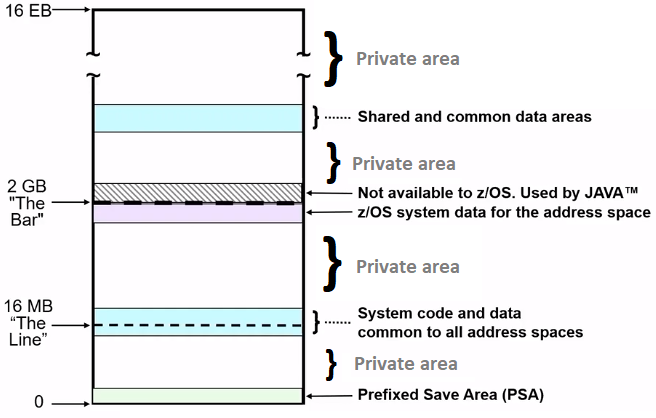 16 EB
Private area
Shared and common data areas
Private area
2 GB
"The
Bar"
Not available to z/OS. Used by JAVA™
z/OS system data for the address space
Private area
16 MB
“The
Line”
System code and data
common to all address spaces
Private area
Prefixed Save Area (PSA)
0